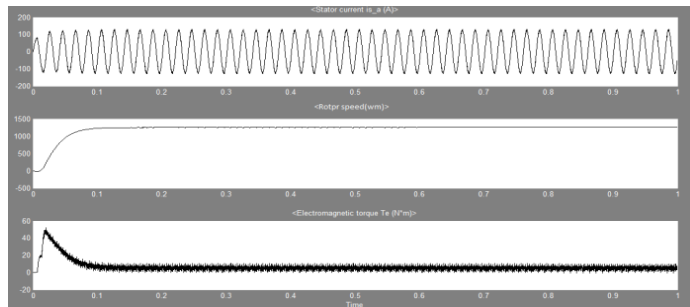 <Stator current is_a (A)>
200
100
0
-100
-200
0 0.1 0.2 0.3 0.4 0.5 0.6 0.7 0.8 0.9 1
<Rotpr speed(wm)>
1500
1000
500
0
-500
0 0.1 0.2 0.3 0.4 0.5 0.6 0.7 0.8 0.9 1
<Electromagnetic torque Te (N*m)>
60
40
20
0
-20
0 0.1 0.2 0.3 0.4 0.5 0.6 0.7 0.8 0.9 1
Time